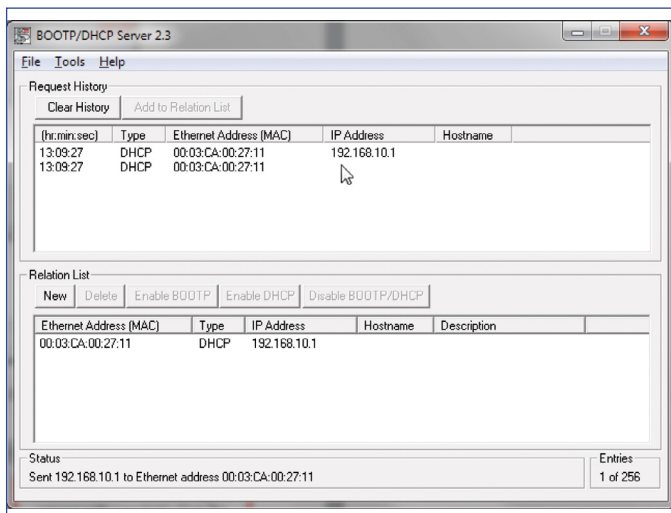 BOOTP/DHCP Server 2.3
File Tools Help
Request History
Clear History Add to Relation List
(hr:min:sec) Type Ethernet Address (MAC) IP Address Hostname
13:09:27 DHCP 00:03:CA:00:27:11 192.168.10.1
13:09:27 DHCP 00:03:CA:00:27:11
Relation List
New Delete Enable BOOTP Enable DHCP Disable BOOTP/DHCP
Ethernet Address (MAC) Type IP Address Hostname Description
00:03:CA:00:27:11 DHCP 192.168.10.1
Status
Sent 192.168.10.1 to Ethernet address 00:03:CA:00:27:11
Entries
1 of 256